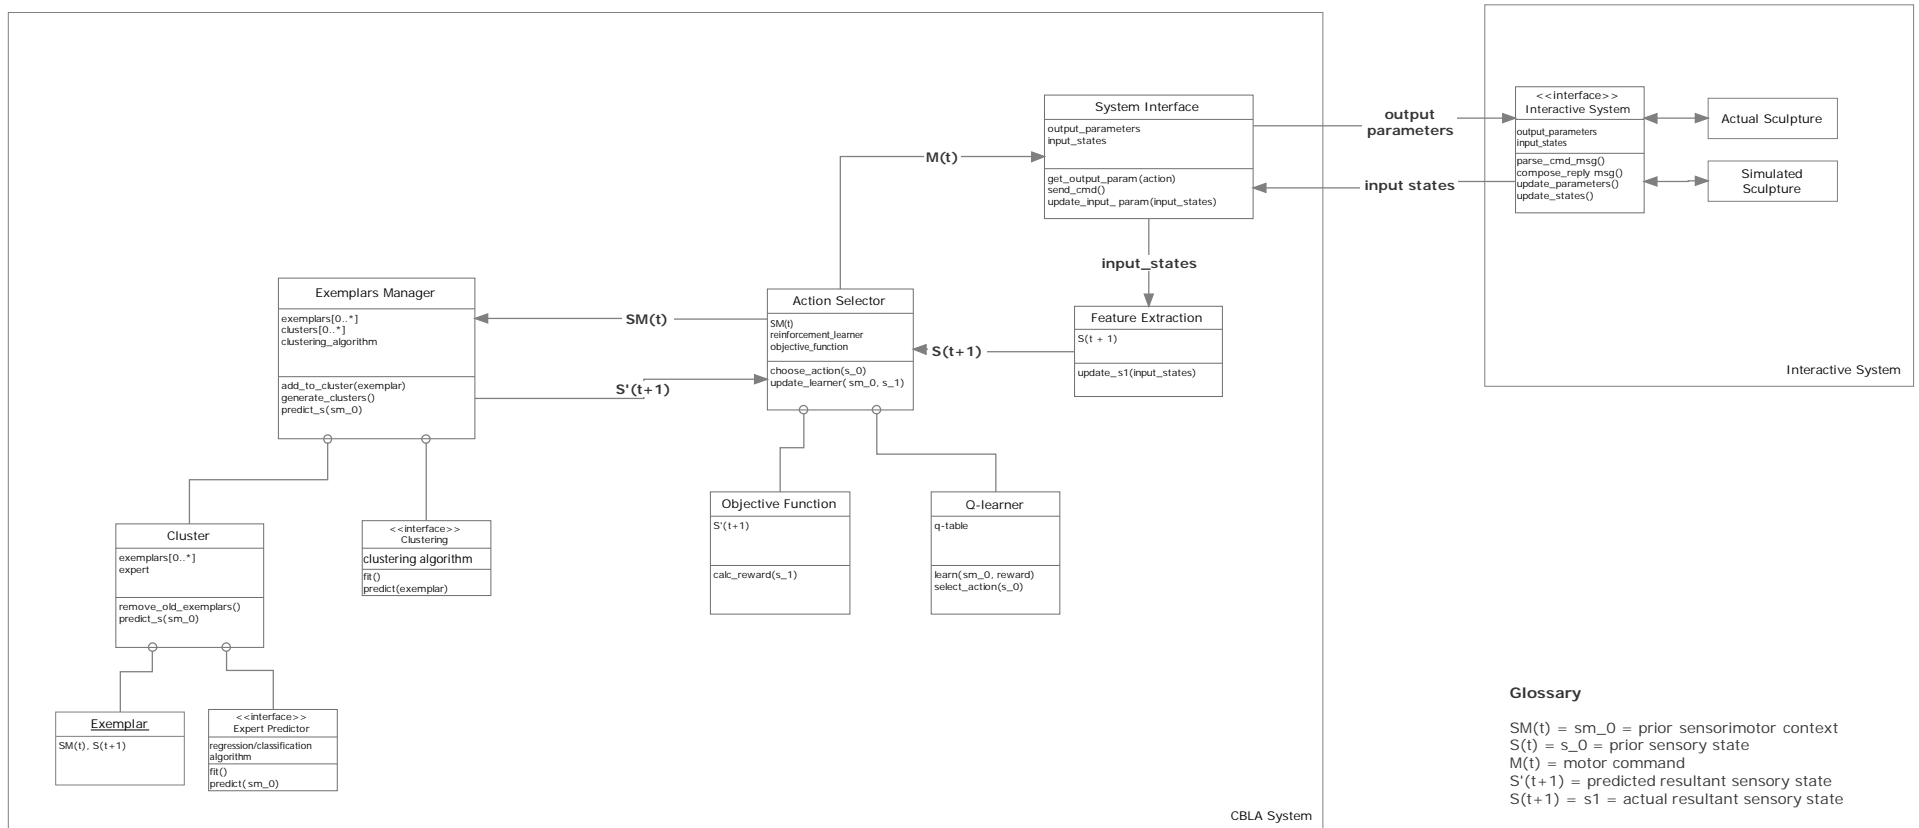 System Interface
output_parameters
input_states
get_output_param(action)
send_cmd()
update_input_ param(input_states)
output
parameters
input states
<<interface>>
Interactive System
output_parameters
input_states
parse_cmd_msg()
compose_reply msg()
update_parameters()
update_states()
Actual Sculpture
Simulated
Sculpture
Interactive System
M(t)
input_states
Exemplars Manager
exemplars[0..*]
clusters[0..*]
clustering_algorithm
add_to_cluster(exemplar)
generate_clusters()
predict_s(sm_0)
SM(t)
S'(t+1)
Action Selector
SM(t)
reinforcement_learner
objective_function
choose_action(s_0)
update_learner( sm_0, s_1)
S(t+1)
Feature Extraction
S(t + 1)
update_s1(input_states)
Cluster
exemplars[0..*]
expert
remove_old_exemplars()
predict_s(sm_0)
<<interface>>
Clustering
clustering algorithm
fit()
predict(exemplar)
Objective Function
S'(t+1)
calc_reward(s_1)
Q-learner
q-table
learn(sm_0, reward)
select_action(s_0)
Exemplar
SM(t), S(t+1)
<<interface>>
Expert Predictor
regression/classification
algorithm
fit()
predict(sm_0)
CBLA System
Glossary
SM(t) = sm_0 = prior sensorimotor context
S(t) = s_0 = prior sensory state
M(t) = motor command
S'(t+1) = predicted resultant sensory state
S(t+1) = s1 = actual resultant sensory state